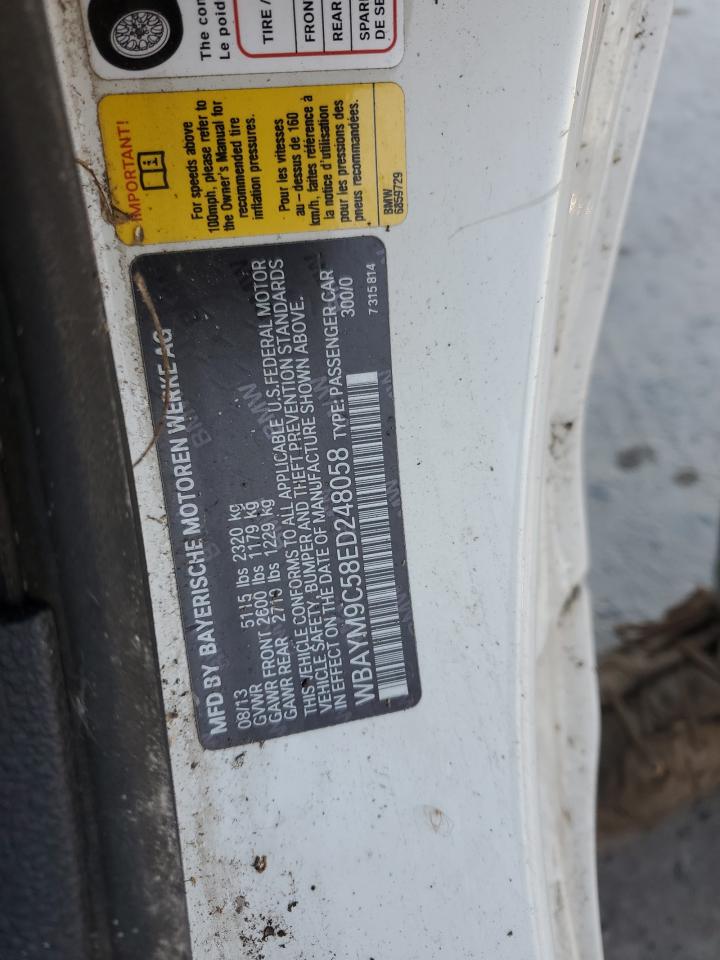 The con
Le poid
TIRE /
FRON
REAR
SPAR
DE SE
IMPORTANT!
For speeds above
100mph, please refer to
the Owner's Manual for
recommended tire
inflation pressures.
Pour les vitesses
au - dessus de 160
km/h, faites référence à
la notice d'utilisation
pour les pressions des
pneus recommandées.
BMW
6859729
MFD BY BAYERISCHE MOTOREN WERKE AG
08/13
GVWR 5115 lbs 2320 kg
GAWR FRONT 2600 lbs 1179 kg
GAWR REAR 2710 lbs 1229 kg
THIS VEHICLE CONFORMS TO ALL APPLICABLE U.S. FEDERAL MOTOR
VEHICLE SAFETY, BUMPER AND THEFT PREVENTION STANDARDS
IN EFFECT ON THE DATE OF MANUFACTURE SHOWN ABOVE.
WBAYM9C58ED248058 TYPE: PASSENGER CAR
300/0
7 315 814